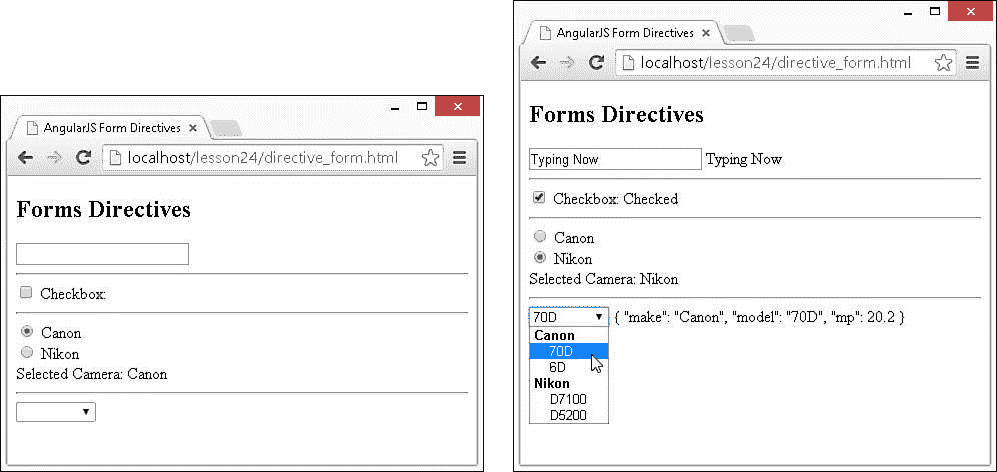 AngularJS Form Directives
localhost/lesson24/directive_form.html
Forms Directives
Checkbox:
Canon
Nikon
Selected Camera: Canon
AngularJS Form Directives
localhost/lesson24/directive_form.html
Forms Directives
Typing Now Typing Now
Checkbox: Checked
Canon
Nikon
Selected Camera: Nikon
70D { "make": "Canon", "model": "70D", "mp": 20.2 }
Canon
70D
6D
Nikon
D7100
D5200